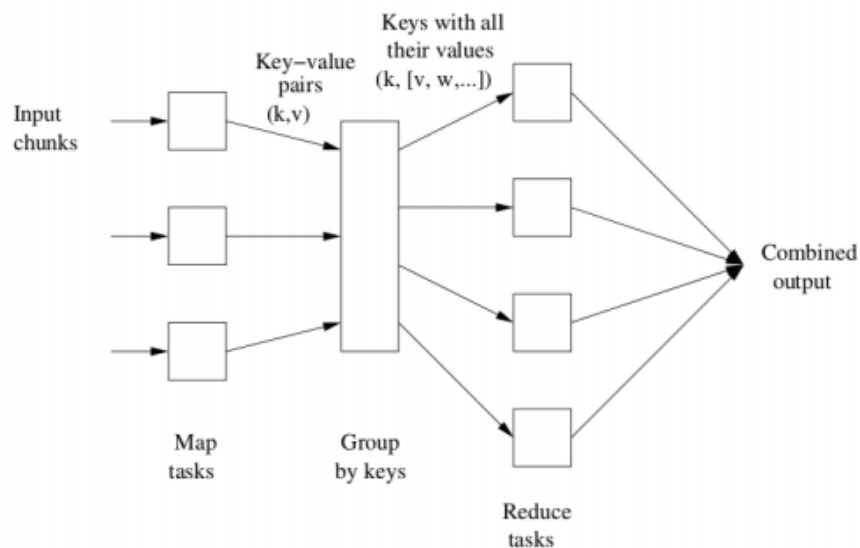 Input
chunks
Key−value
pairs
(k,v)
Keys with all
their values
(k, [v, w,...])
Combined
output
Map
tasks
Group
by keys
Reduce
tasks